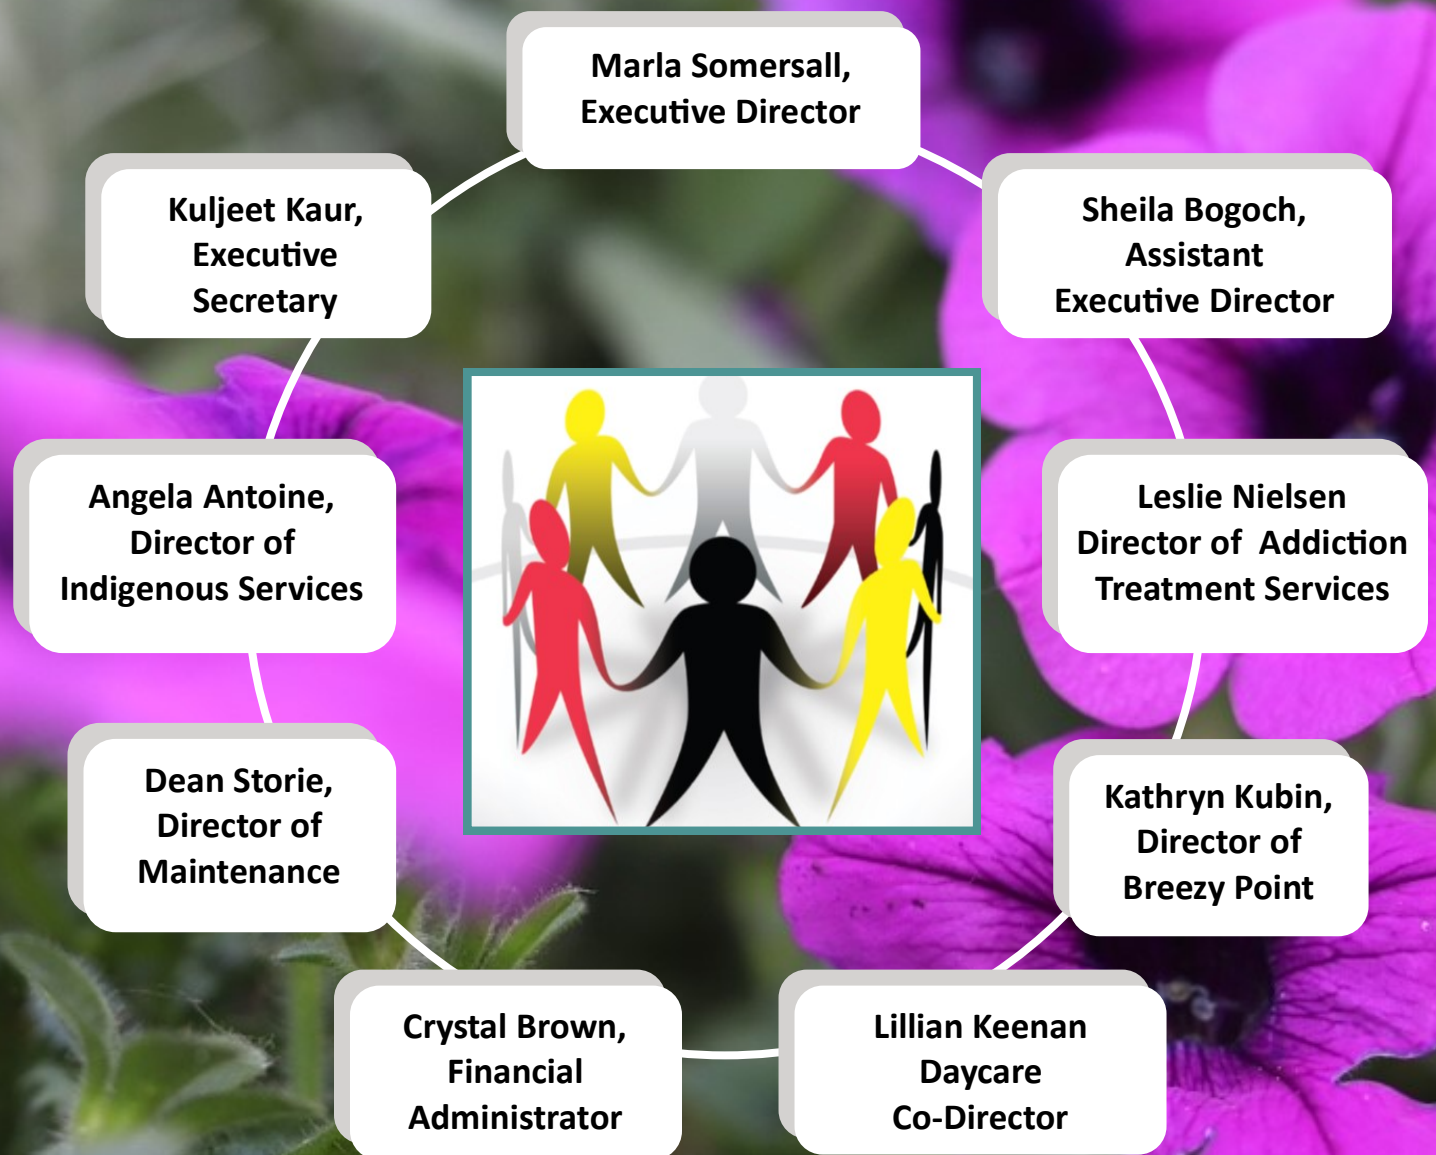 Marla Somersall,
Executive Director
Sheila Bogoch,
Assistant
Executive Director
Leslie Nielsen
Director of  Addiction
Treatment Services
Kathryn Kubin,
Director of
Breezy Point
Lillian Keenan
Daycare
Co-Director
Crystal Brown,
Financial
Administrator
Dean Storie,
Director of
Maintenance
Angela Antoine,
Director of
Indigenous Services
Kuljeet Kaur,
Executive
Secretary